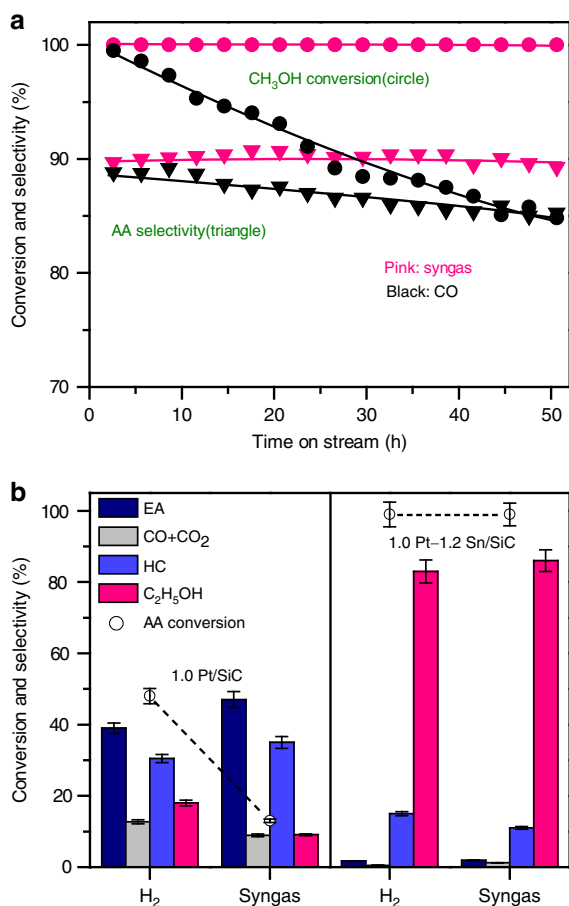 a
Conversion and selectivity (%)
100
90
80
70
CH₃OH conversion(circle)
AA selectivity(triangle)
Pink: syngas
Black: CO
0 10 20 30 40 50
Time on stream (h)
b
Conversion and selectivity (%)
100
80
60
40
20
0
EA
CO+CO₂
HC
C₂H₅OH
AA conversion
1.0 Pt/SiC
1.0 Pt–1.2 Sn/SiC
H₂ Syngas H₂ Syngas